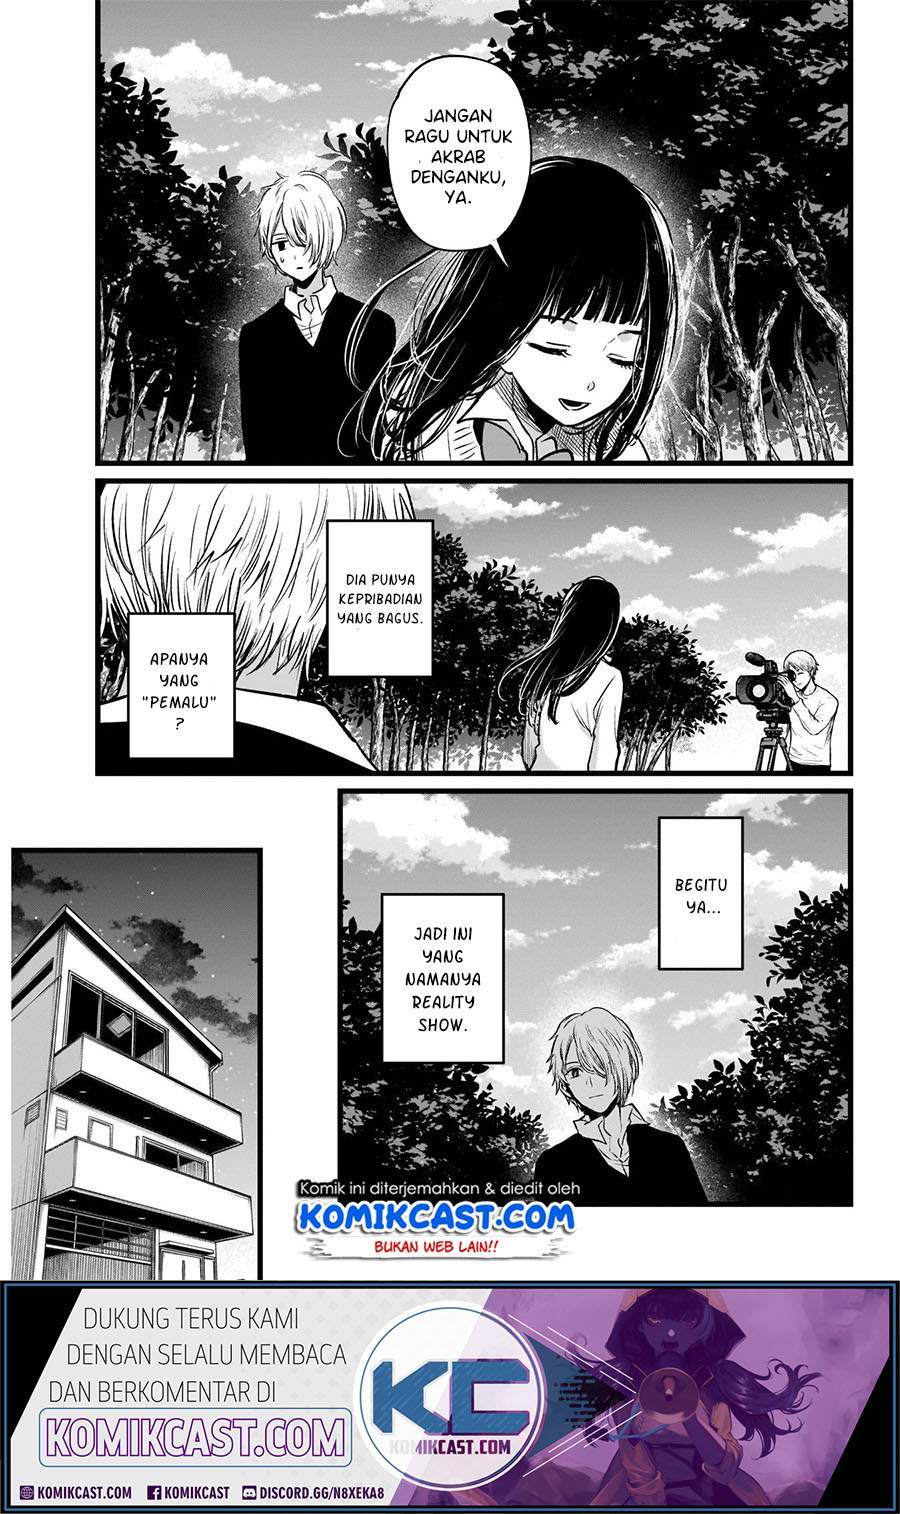 JANGAN
RAGU UNTUK
AKRAB
DENGANKU,
YA.
DIA PUNYA
KEPRIBADIAN
YANG BAGUS.
APANYA
YANG
"PEMALU"
?
BEGITU
YA...
JADI INI
YANG
NAMANYA
REALITY
SHOW.
Komik ini diterjemahkan & diedit oleh
KOMIKCAST.COM
BUKAN WEB LAIN!!
DUKUNG TERUS KAMI
DENGAN SELALU MEMBACA
DAN BERKOMENTAR DI
KOMIKCAST.COM
KC
KOMIKCAST.COM
KOMIKCAST.COM
KOMIKCAST
DISCORD.GG/N8XEKA8